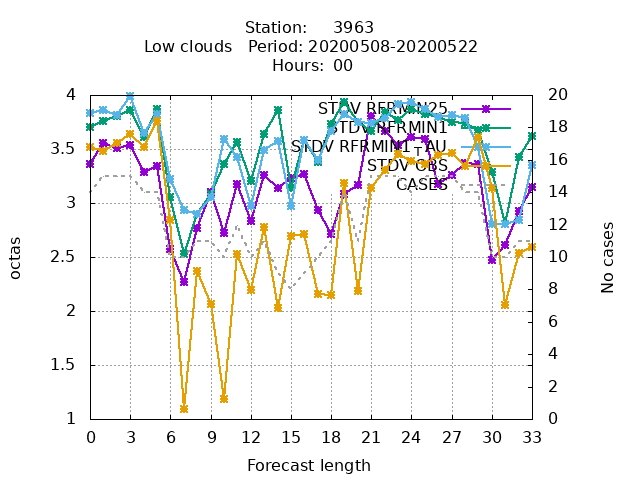 Station: 3963
Low clouds Period: 20200508-20200522
Hours: 00
4
3.5
3
2.5
2
1.5
1
20
18
16
14
12
10
8
6
4
2
0
STDV RFRMIN25
STDV RFRMIN1
STDV RFRMIN1_AU
STDV OBS
CASES
octas
No cases
0 3 6 9 12 15 18 21 24 27 30 33
Forecast length